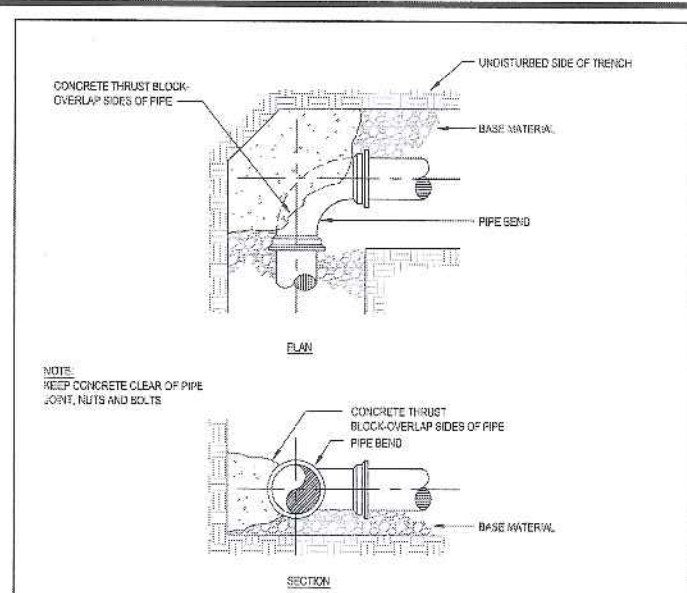 UNDISTURBED SIDE OF TRENCH
CONCRETE THRUST BLOCK-
OVERLAP SIDES OF PIPE
BASE MATERIAL
PIPE BEND
PLAN
NOTE:
KEEP CONCRETE CLEAR OF PIPE
JOINT, NUTS AND BOLTS
CONCRETE THRUST
BLOCK-OVERLAP SIDES OF PIPE
PIPE BEND
BASE MATERIAL
SECTION